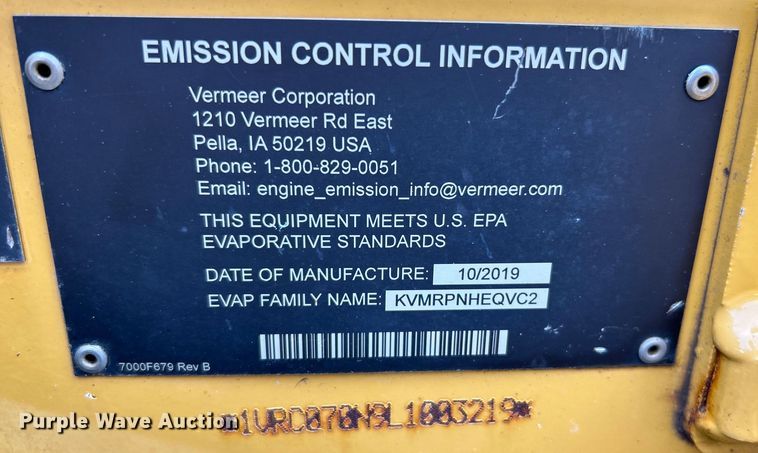 EMISSION CONTROL INFORMATION
Vermeer Corporation
1210 Vermeer Rd East
Pella, IA 50219 USA
Phone: 1-800-829-0051
Email: engine_emission_info@vermeer.com
THIS EQUIPMENT MEETS U.S. EPA
EVAPORATIVE STANDARDS
DATE OF MANUFACTURE: 10/2019
EVAP FAMILY NAME: KVMRPNHEQVC2
7000F679 Rev B
1VRC070N9L1003219
Purple Wave Auction